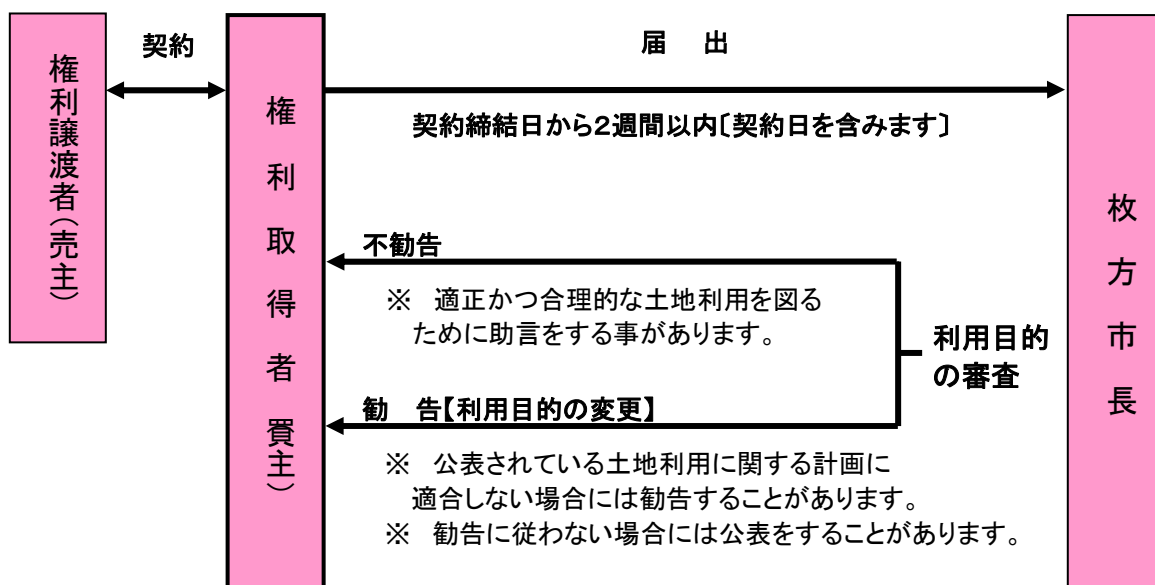 権利譲渡者(売主)
契約
権利取得者 買主)
届 出
契約締結日から2週間以内〔契約日を含みます〕
不勧告
※ 適正かつ合理的な土地利用を図る
ために助言をする事があります。
利用目的
の審査
勧 告【利用目的の変更】
※ 公表されている土地利用に関する計画に
適合しない場合には勧告することがあります。
※ 勧告に従わない場合には公表をすることがあります。
枚方市長